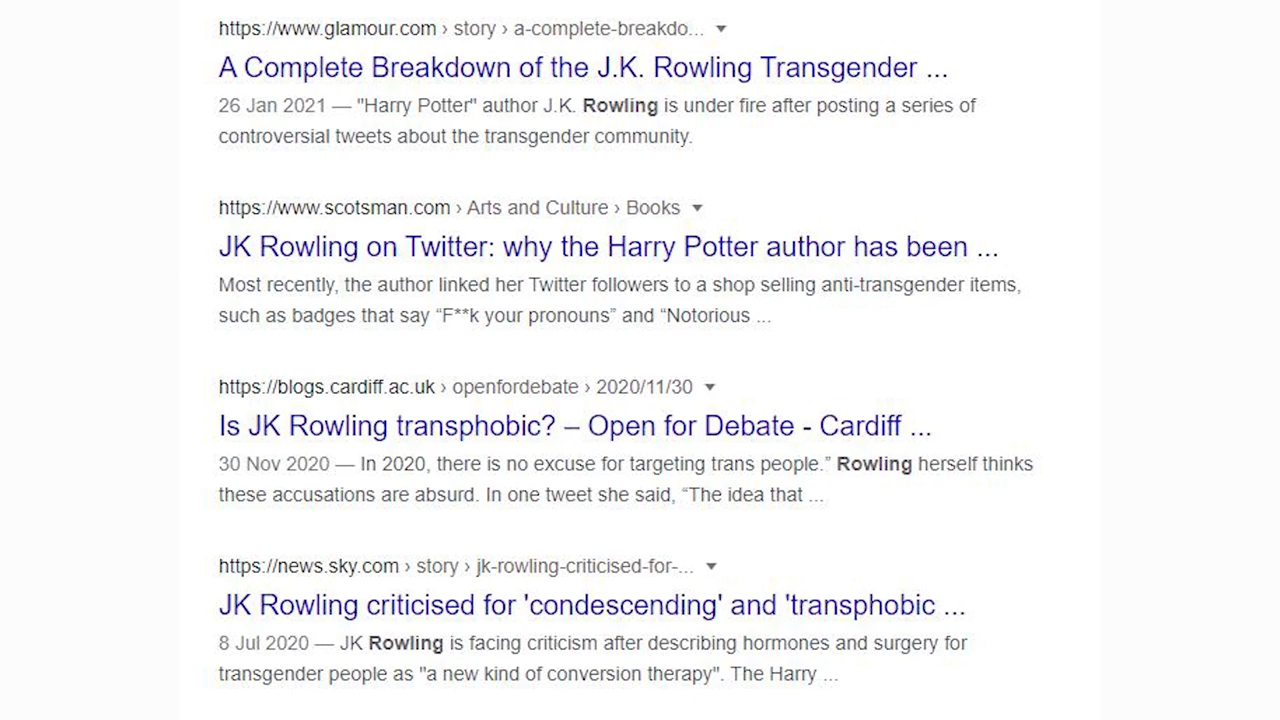 https://www.glamour.com › story › a-complete-breakdo...
A Complete Breakdown of the J.K. Rowling Transgender ...
26 Jan 2021 — "Harry Potter" author J.K. Rowling is under fire after posting a series of
controversial tweets about the transgender community.
https://www.scotsman.com › Arts and Culture › Books
JK Rowling on Twitter: why the Harry Potter author has been ...
Most recently, the author linked her Twitter followers to a shop selling anti-transgender items,
such as badges that say “F**k your pronouns” and “Notorious ...
https://blogs.cardiff.ac.uk › openfordebate › 2020/11/30
Is JK Rowling transphobic? – Open for Debate - Cardiff ...
30 Nov 2020 — In 2020, there is no excuse for targeting trans people.” Rowling herself thinks
these accusations are absurd. In one tweet she said, “The idea that ...
https://news.sky.com › story › jk-rowling-criticised-for-...
JK Rowling criticised for 'condescending' and 'transphobic ...
8 Jul 2020 — JK Rowling is facing criticism after describing hormones and surgery for
transgender people as "a new kind of conversion therapy". The Harry ...